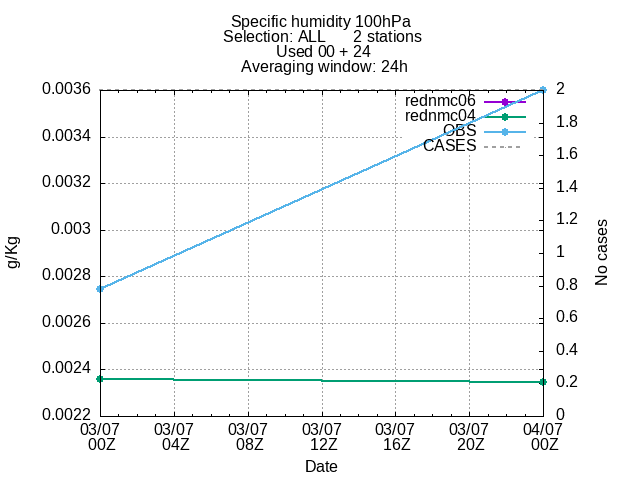 Specific humidity 100hPa
Selection: ALL 2 stations
Used 00 + 24
Averaging window: 24h
0.0036
0.0034
0.0032
0.003
0.0028
0.0026
0.0024
0.0022
g/Kg
rednmc06
rednmc04
OBS
CASES
2
1.8
1.6
1.4
1.2
1
0.8
0.6
0.4
0.2
0
No cases
03/07 03/07 03/07 03/07 03/07 03/07 04/07
00Z 04Z 08Z 12Z 16Z 20Z 00Z
Date